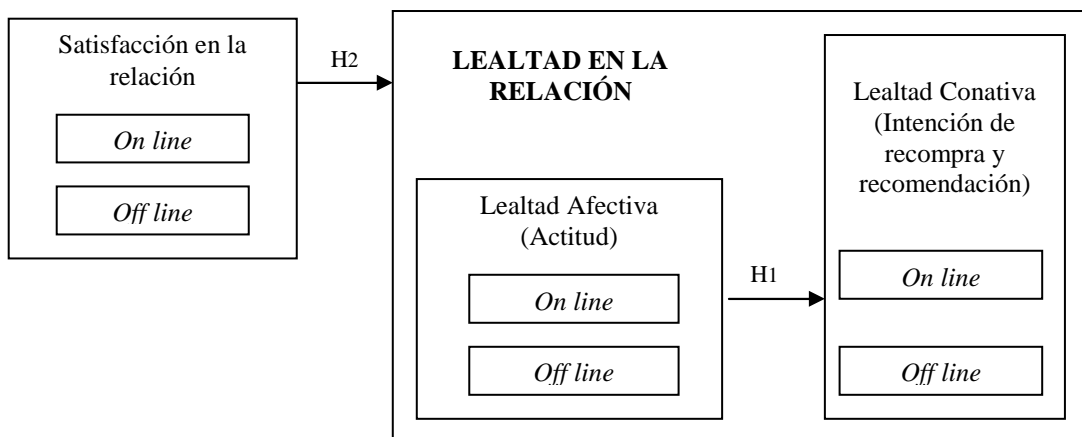 Satisfacción en la
relación
On line
Off line
H2
LEALTAD EN LA
RELACIÓN
Lealtad Afectiva
(Actitud)
On line
Off line
H1
Lealtad Conativa
(Intención de
recompra y
recomendación)
On line
Off line